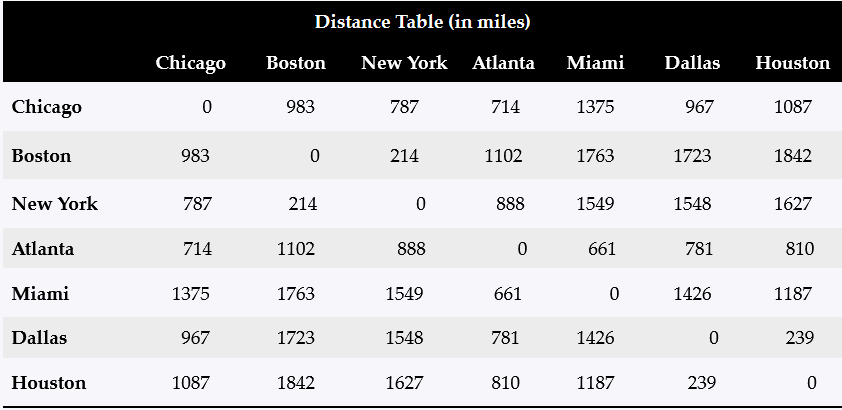 Distance Table (in miles)
Chicago Boston New York Atlanta Miami Dallas Houston
Chicago 0 983 787 714 1375 967 1087
Boston 983 0 214 1102 1763 1723 1842
New York 787 214 0 888 1549 1548 1627
Atlanta 714 1102 888 0 661 781 810
Miami 1375 1763 1549 661 0 1426 1187
Dallas 967 1723 1548 781 1426 0 239
Houston 1087 1842 1627 810 1187 239 0